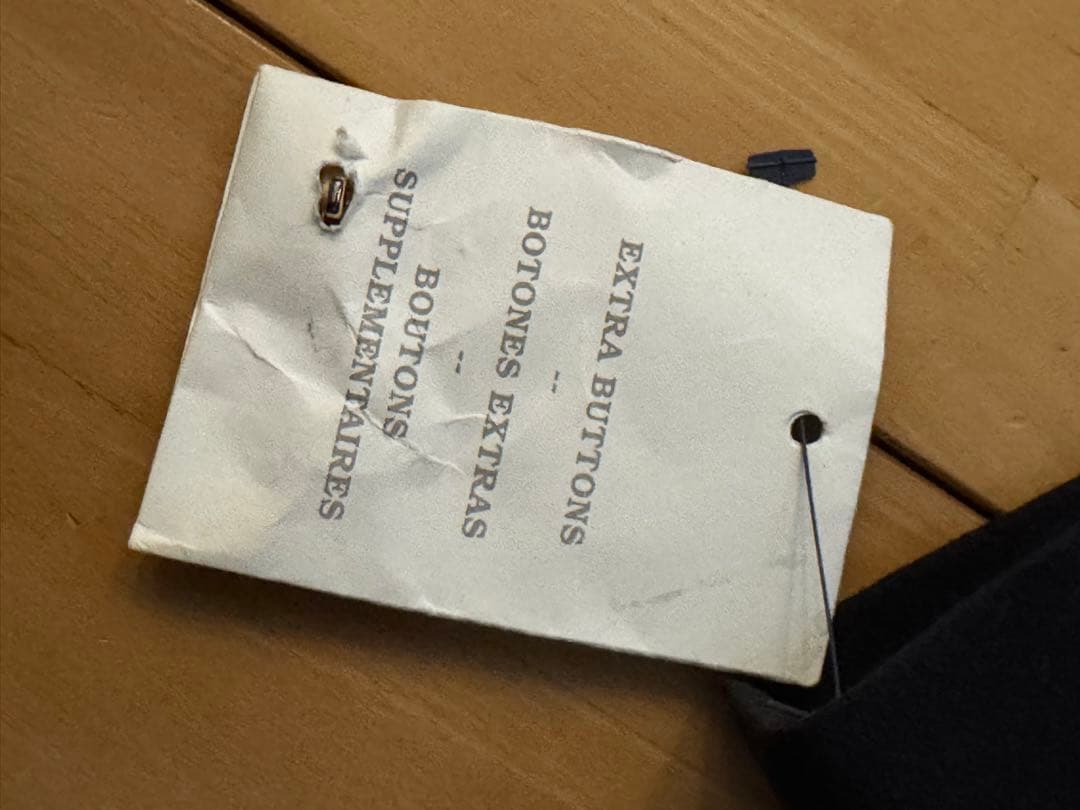 EXTRA BUTTONS
--
BOTONES EXTRAS
--
BOUTONS
SUPPLEMENTAIRES